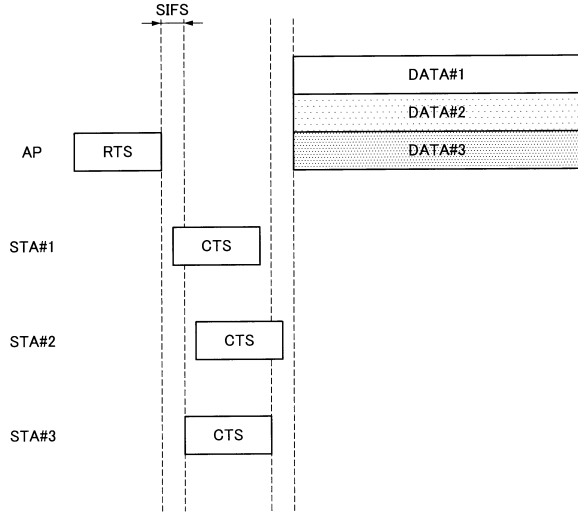 SIFS
DATA#1
DATA#2
AP RTS DATA#3
STA#1 CTS
STA#2 CTS
STA#3 CTS